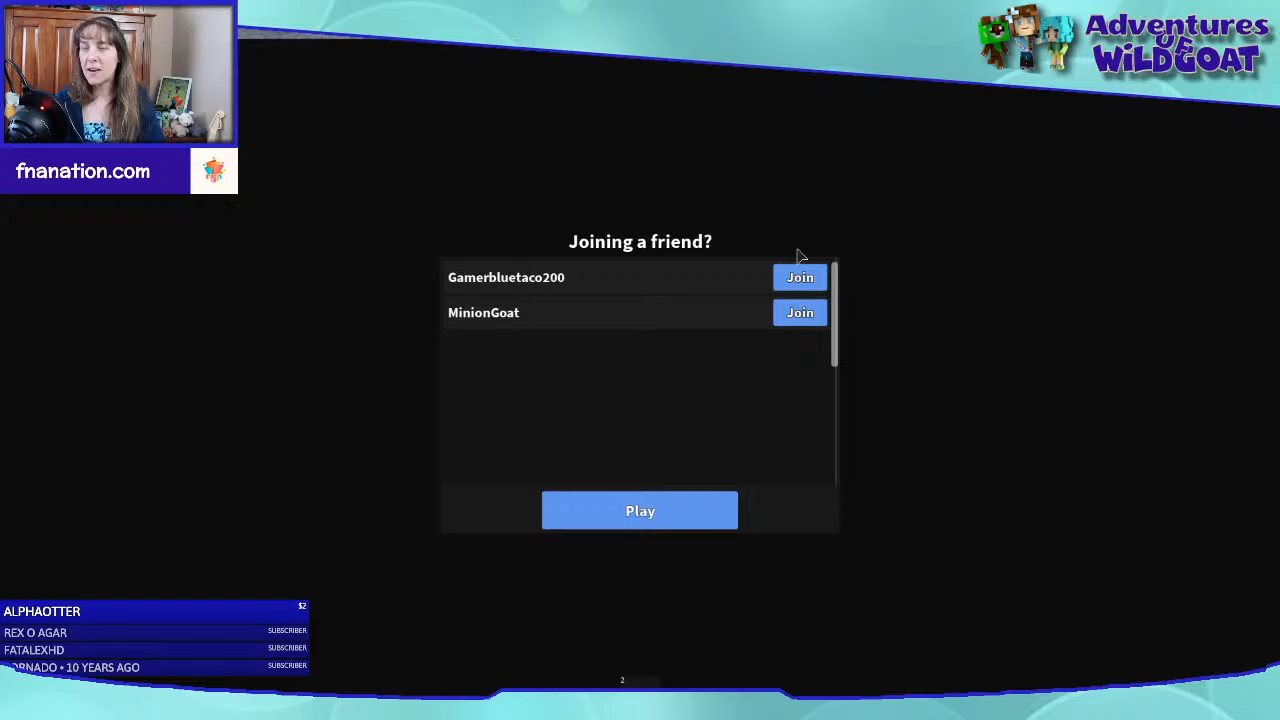 Adventures
OF
WiLDGOAT
fnanation.com
Joining a friend?
Gamerbluetaco200
Join
MinionGoat
Join
Play
ALPHAOTTER
$2
REX O AGAR
SUBSCRIBER
FATALEXHD
SUBSCRIBER
ORNADO • 10 YEARS AGO
SUBSCRIBER
2